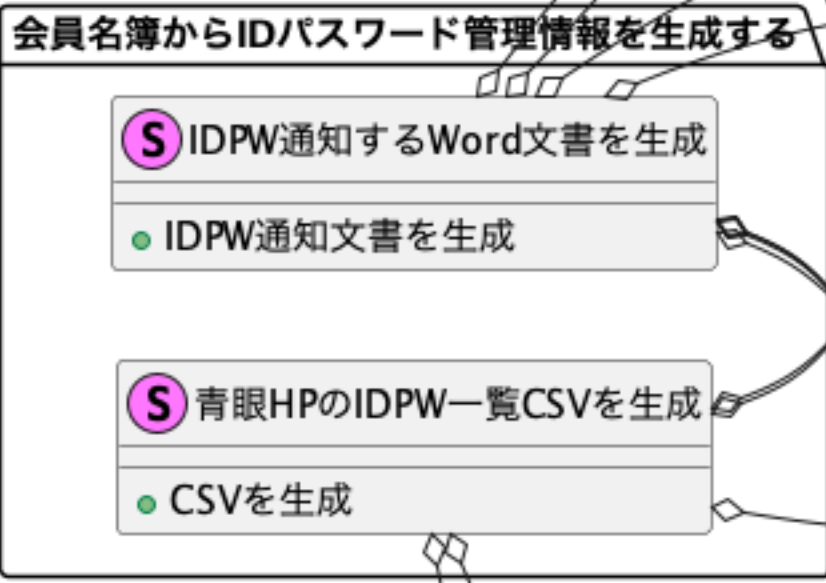 会員名簿からIDパスワード管理情報を生成する
S IDPW通知するWord文書を生成
IDPW通知文書を生成
S 青眼HPのIDPW一覧CSVを生成
CSVを生成